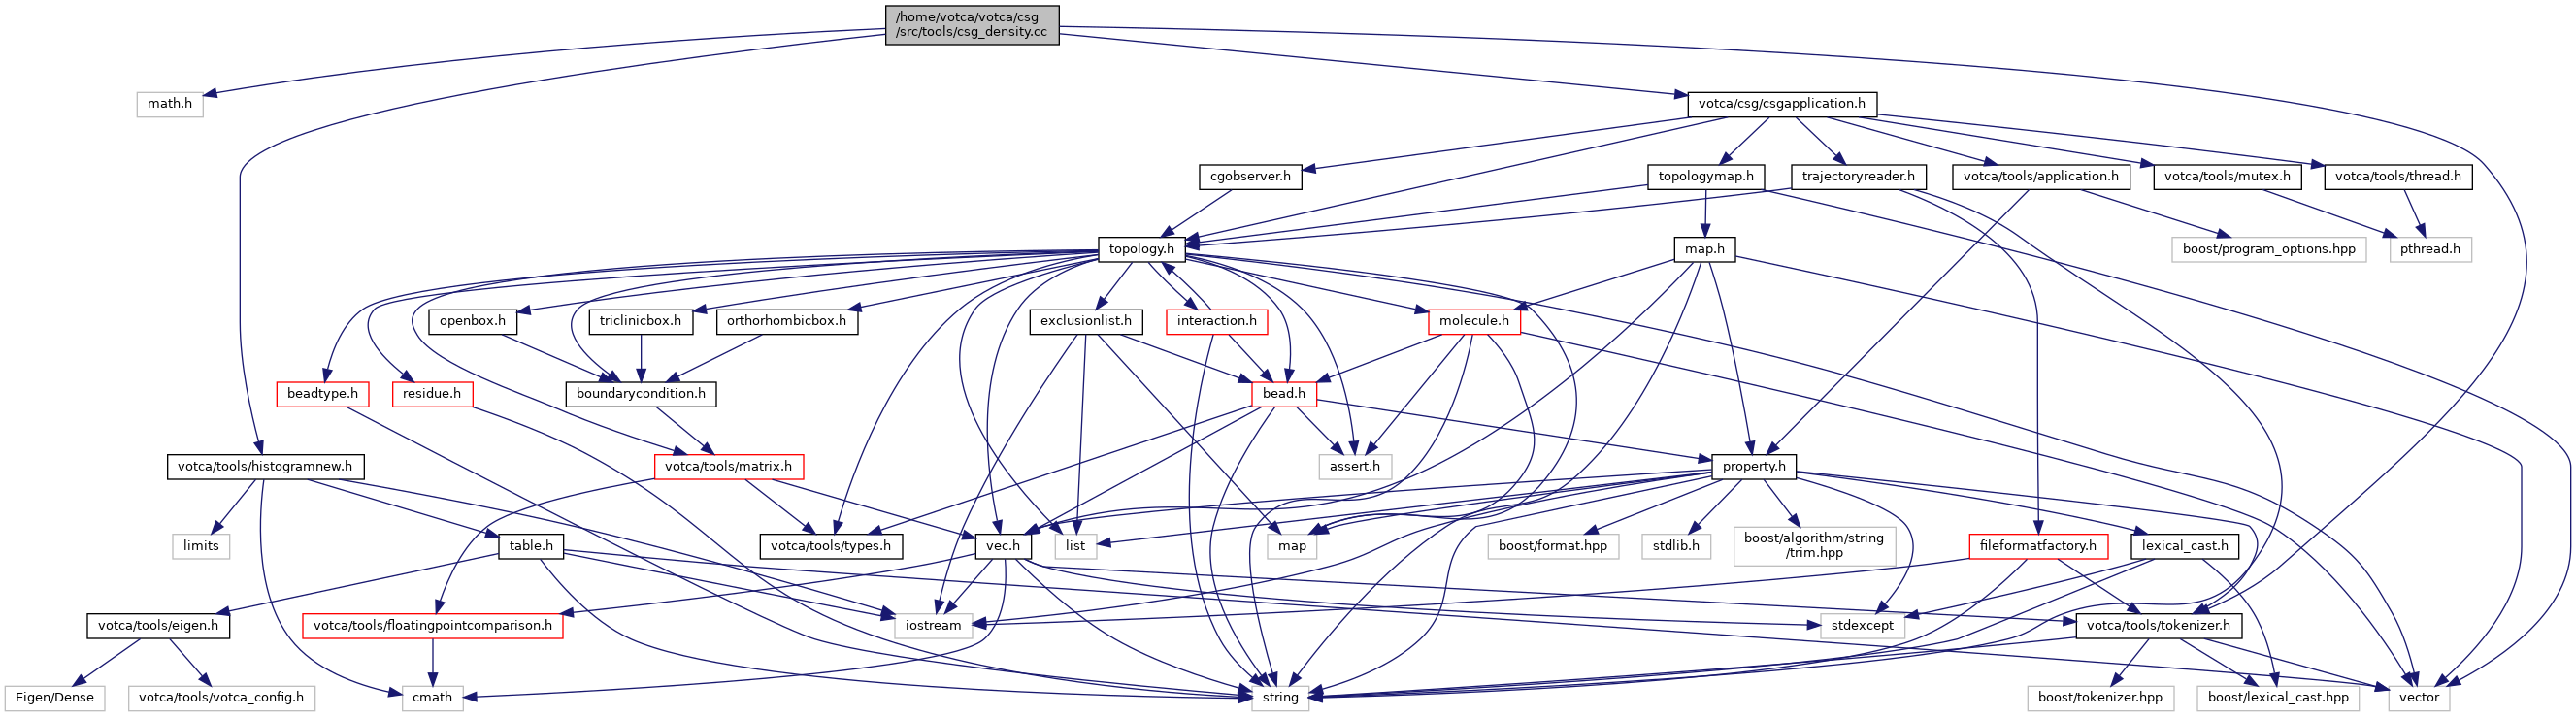 /home/votca/votca/csg
/src/tools/csg_density.cc
math.h
votca/csg/csgapplication.h
cgobserver.h
topologymap.h
trajectoryreader.h
votca/tools/application.h
votca/tools/mutex.h
votca/tools/thread.h
topology.h
map.h
boost/program_options.hpp
pthread.h
openbox.h
triclinicbox.h
orthorhombicbox.h
exclusionlist.h
interaction.h
molecule.h
beadtype.h
residue.h
boundarycondition.h
bead.h
votca/tools/histogramnew.h
votca/tools/matrix.h
assert.h
property.h
limits
table.h
votca/tools/types.h
vec.h
list
map
boost/format.hpp
stdlib.h
boost/algorithm/string
/trim.hpp
fileformatfactory.h
lexical_cast.h
votca/tools/eigen.h
votca/tools/floatingpointcomparison.h
iostream
stdexcept
votca/tools/tokenizer.h
Eigen/Dense
votca/tools/votca_config.h
cmath
string
boost/tokenizer.hpp
boost/lexical_cast.hpp
vector